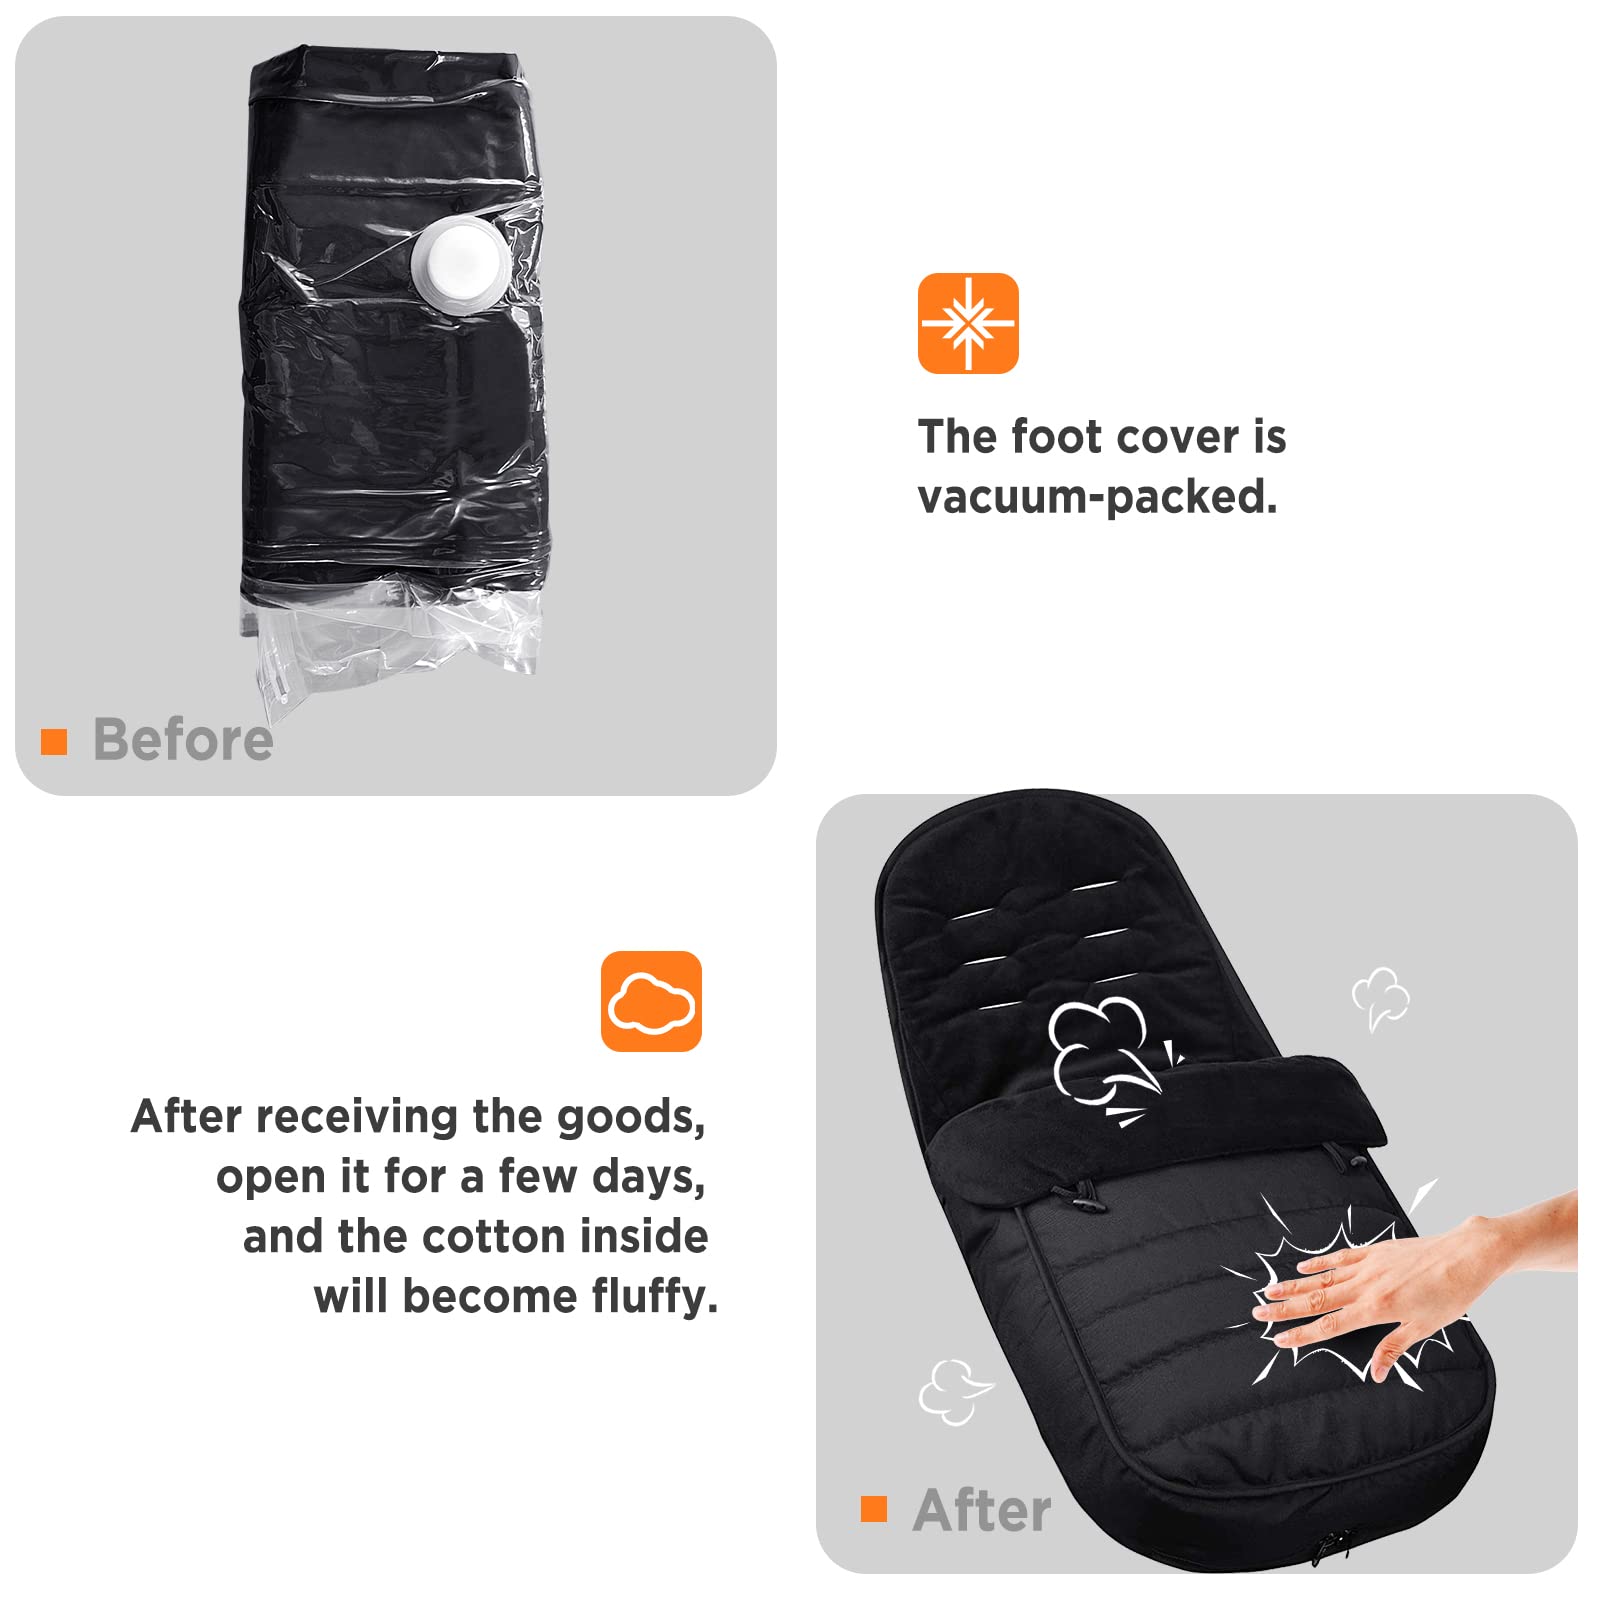 Before
The foot cover is
vacuum-packed.
After receiving the goods,
open it for a few days,
and the cotton inside
will become fluffy.
After